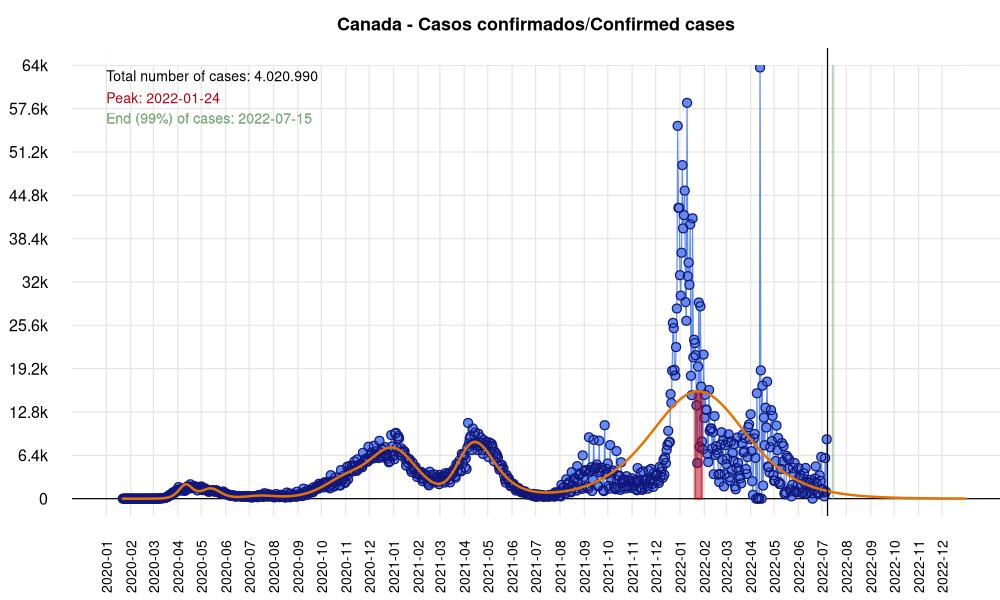 Canada - Casos confirmados/Confirmed cases
Total number of cases: 4.020.990
Peak: 2022-01-24
End (99%) of cases: 2022-07-15
64k
57.6k
51.2k
44.8k
38.4k
32k
25.6k
19.2k
12.8k
6.4k
0
2020-01
2020-02
2020-03
2020-04
2020-05
2020-06
2020-07
2020-08
2020-09
2020-10
2020-11
2020-12
2021-01
2021-02
2021-03
2021-04
2021-05
2021-06
2021-07
2021-08
2021-09
2021-10
2021-11
2021-12
2022-01
2022-02
2022-03
2022-04
2022-05
2022-06
2022-07
2022-08
2022-09
2022-10
2022-11
2022-12